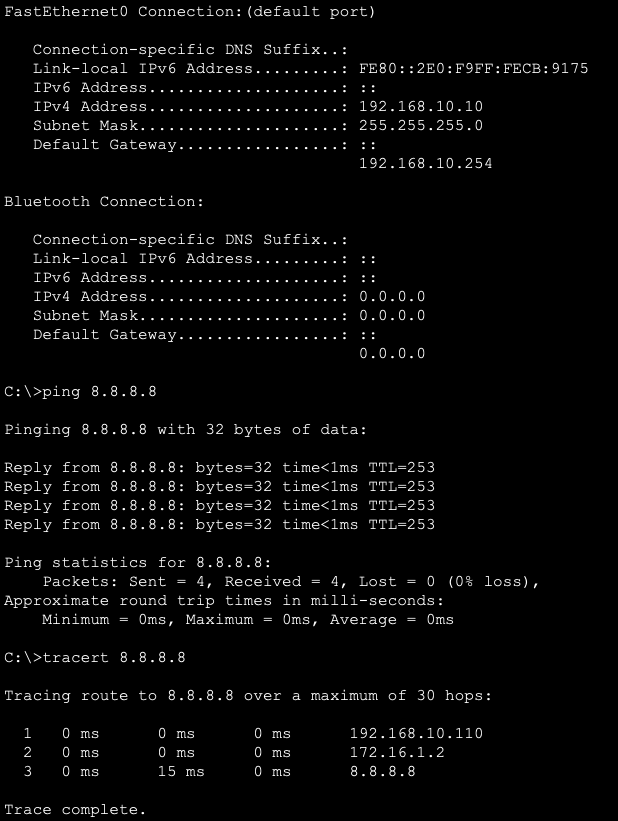 FastEthernet0 Connection:(default port)
Connection-specific DNS Suffix..:
Link-local IPv6 Address.........: FE80::2E0:F9FF:FECB:9175
IPv6 Address....................: ::
IPv4 Address....................: 192.168.10.10
Subnet Mask.....................: 255.255.255.0
Default Gateway.................: ::
192.168.10.254
Bluetooth Connection:
Connection-specific DNS Suffix..:
Link-local IPv6 Address.........: ::
IPv6 Address....................: ::
IPv4 Address....................: 0.0.0.0
Subnet Mask.....................: 0.0.0.0
Default Gateway.................: ::
0.0.0.0
C:\>ping 8.8.8.8
Pinging 8.8.8.8 with 32 bytes of data:
Reply from 8.8.8.8: bytes=32 time<1ms TTL=253
Reply from 8.8.8.8: bytes=32 time<1ms TTL=253
Reply from 8.8.8.8: bytes=32 time<1ms TTL=253
Reply from 8.8.8.8: bytes=32 time<1ms TTL=253
Ping statistics for 8.8.8.8:
Packets: Sent = 4, Received = 4, Lost = 0 (0% loss),
Approximate round trip times in milli-seconds:
Minimum = 0ms, Maximum = 0ms, Average = 0ms
C:\>tracert 8.8.8.8
Tracing route to 8.8.8.8 over a maximum of 30 hops:
1 0 ms 0 ms 0 ms 192.168.10.110
2 0 ms 0 ms 0 ms 172.16.1.2
3 0 ms 15 ms 0 ms 8.8.8.8
Trace complete.